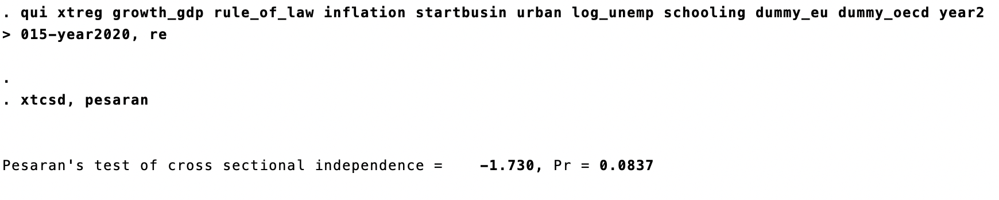 . qui xtreg growth_gdp rule_of_law inflation startbusin urban log_unemp schooling dummy_eu dummy_oecd year2
> 015-year2020, re
.
. xtcsd, pesaran
Pesaran's test of cross sectional independence =    -1.730, Pr = 0.0837